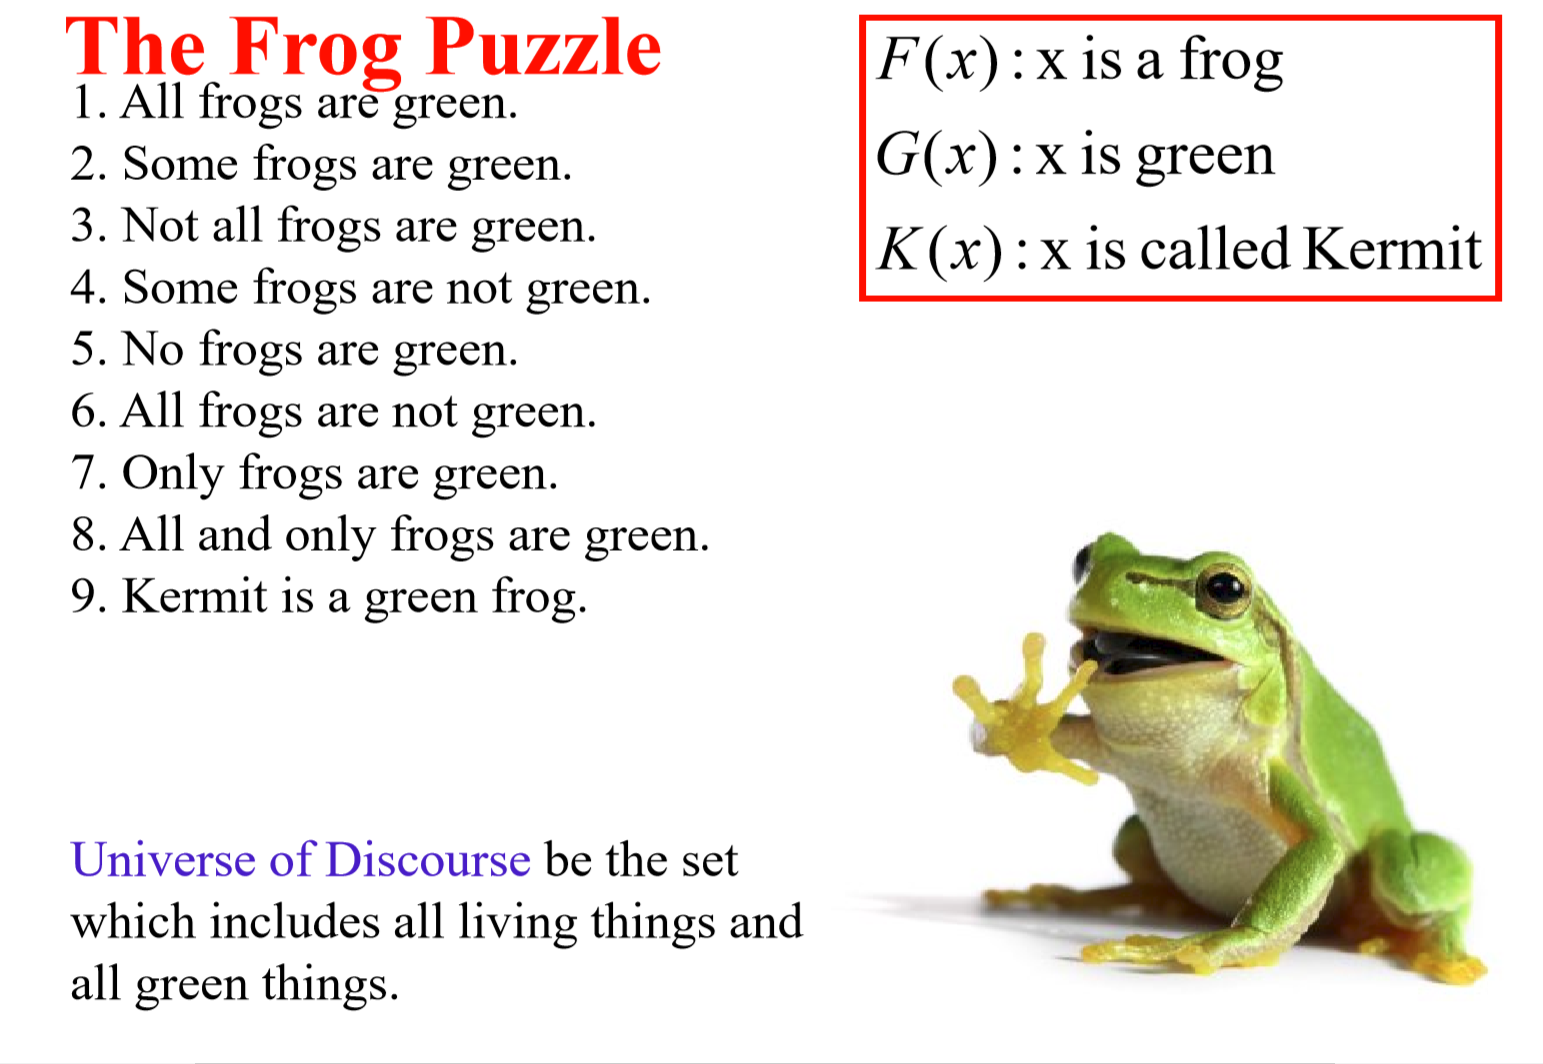 The Frog Puzzle
1. All frogs are green.
2. Some frogs are green.
3. Not all frogs are green.
4. Some frogs are not green.
5. No frogs are green.
6. All frogs are not green.
7. Only frogs are green.
8. All and only frogs are green.
9. Kermit is a green frog.
Universe of Discourse be the set
which includes all living things and
all green things.
F(x) : x is a frog
G(x) : x is green
K(x) : x is called Kermit